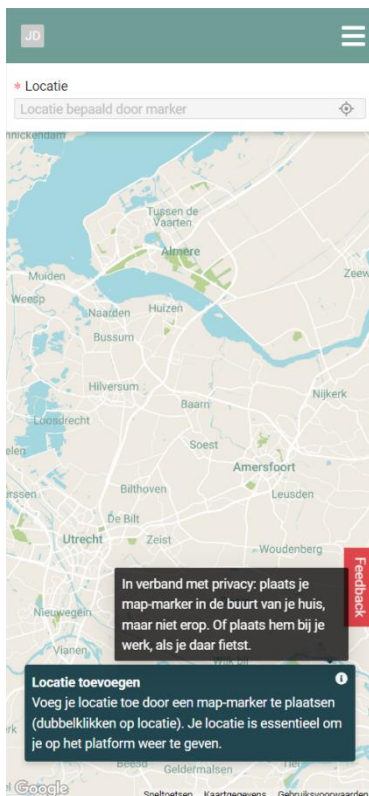 JD
* Locatie
Locatie bepaald door marker
Tussen de
Vaarten
Almere
Muiden
Zeew
Weesp
Naarden
Huizen
Bussum
Hilversum
Nijkerk
Baarn
Loosdrecht
Soest
Amersfoort
Bilthoven
Leusden
De Bilt
Utrecht
Zeist
Woudenberg
Feedback
In verband met privacy: plaats je
map-marker in de buurt van je huis,
maar niet erop. Of plaats hem bij je
werk, als je daar fietst.
Nieuwegein
Vianen
Locatie toevoegen
Voeg je locatie toe door een map-marker te plaatsen
(dubbelklikken op locatie). Je locatie is essentieel om
je op het platform weer te geven.
Geldermalsen
Google
Sneltoetsen Kaartgegevens Gebruiksvoorwaarden